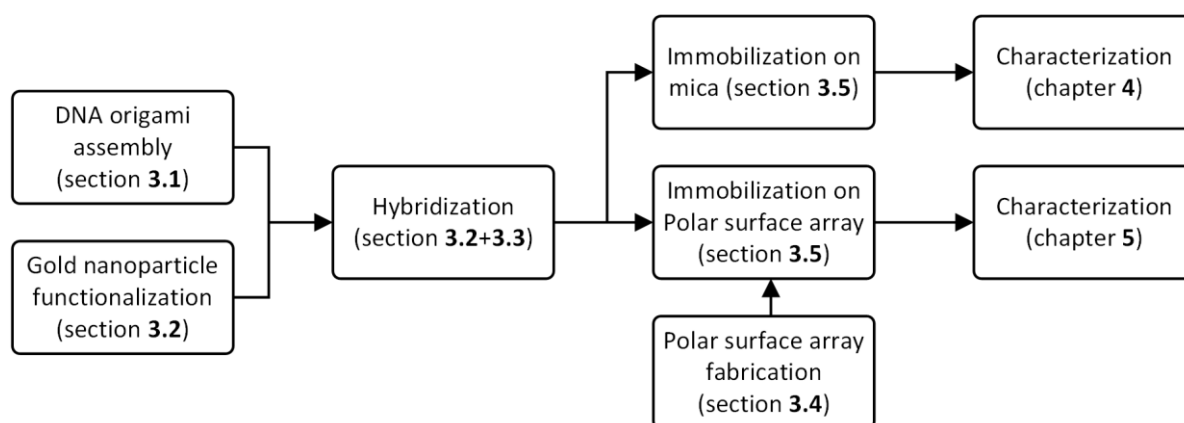 DNA origami
assembly
(section 3.1)
Gold nanoparticle
functionalization
(section 3.2)
Hybridization
(section 3.2+3.3)
Immobilization on
mica (section 3.5)
Characterization
(chapter 4)
Immobilization on
Polar surface array
(section 3.5)
Characterization
(chapter 5)
Polar surface array
fabrication
(section 3.4)